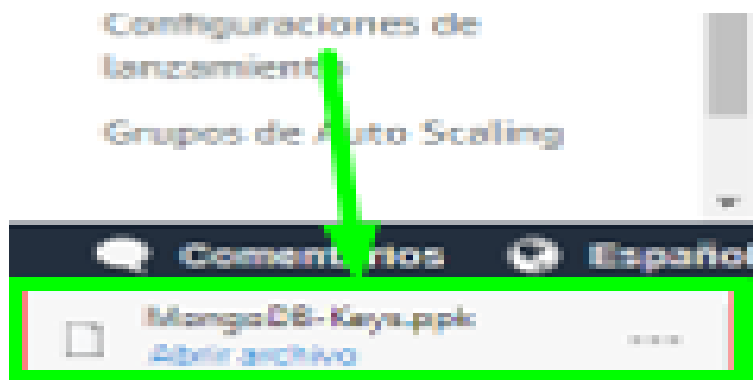 Configuraciones de
lanzamiento
Grupos de Auto Scaling
Comentarios Español
MongoDB-Keys.ppk
Abrir archivo